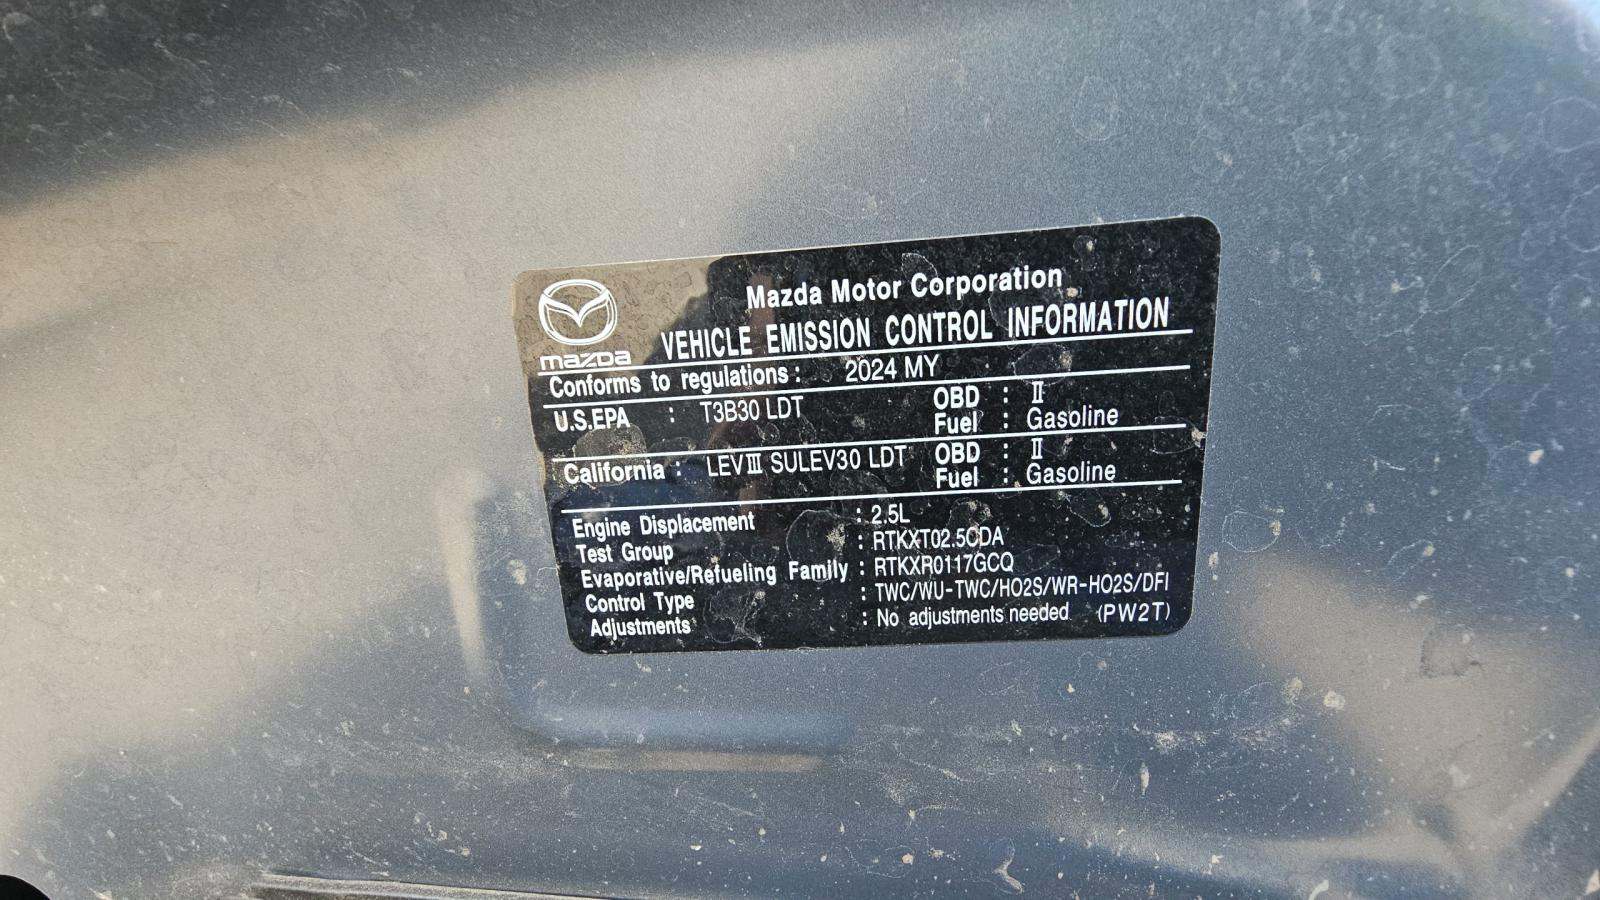 Mazda Motor Corporation
mazda VEHICLE EMISSION CONTROL INFORMATION
Conforms to regulations : 2024 MY
U.S.EPA : T3B30 LDT OBD : II
Fuel : Gasoline
California : LEVIII SULEV30 LDT OBD : II
Fuel : Gasoline
Engine Displacement : 2.5L
Test Group : RTKXT02.5CDA
Evaporative/Refueling Family : RTKXR0117GCQ
Control Type : TWC/WU-TWC/HO2S/WR-HO2S/DFI
Adjustments : No adjustments needed (PW2T)